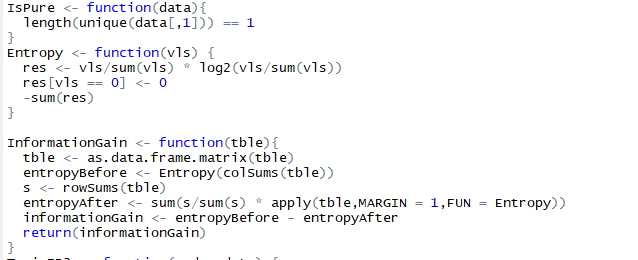 IsPure <- function(data){
  length(unique(data[,1])) == 1
}
Entropy <- function(vls) {
  res <- vls/sum(vls) * log2(vls/sum(vls))
  res[vls == 0] <- 0
  -sum(res)
}

InformationGain <- function(tble){
  tble <- as.data.frame.matrix(tble)
  entropyBefore <- Entropy(colSums(tble))
  s <- rowSums(tble)
  entropyAfter <- sum(s/sum(s) * apply(tble,MARGIN = 1,FUN = Entropy))
  informationGain <- entropyBefore - entropyAfter
  return(informationGain)
}